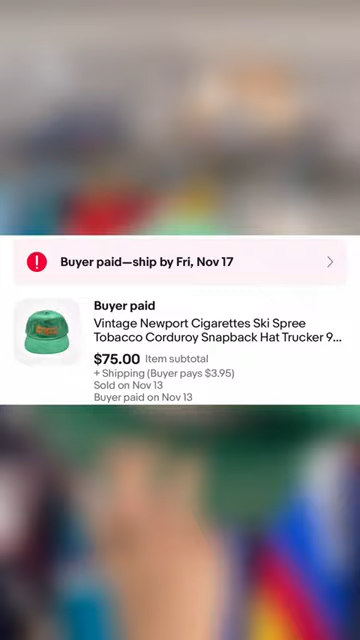 Buyer paid—ship by Fri, Nov 17
Buyer paid
Vintage Newport Cigarettes Ski Spree
Tobacco Corduroy Snapback Hat Trucker 9...
$75.00 Item subtotal
+ Shipping (Buyer pays $3.95)
Sold on Nov 13
Buyer paid on Nov 13